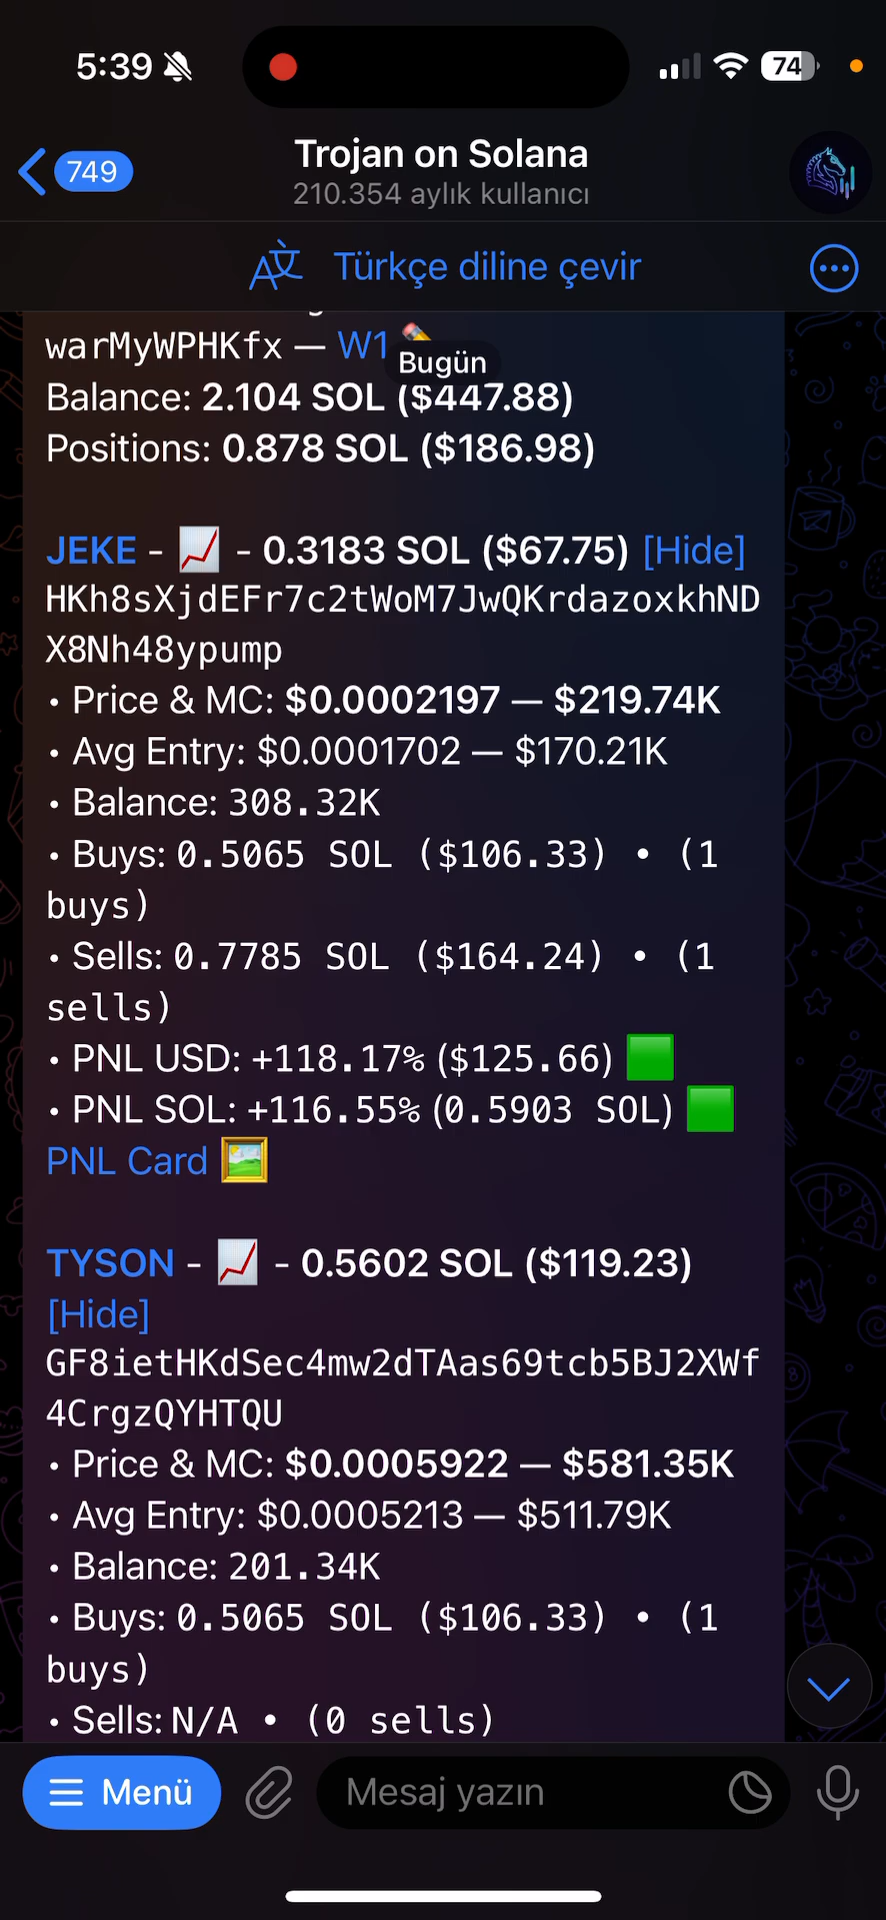 5:39
74
749
Trojan on Solana
210.354 aylık kullanıcı
Türkçe diline çevir
warMyWPHKfx — W1
Bugün
Balance: 2.104 SOL ($447.88)
Positions: 0.878 SOL ($186.98)
JEKE - 📈 - 0.3183 SOL ($67.75) [Hide]
HKh8sXjdEFr7c2tWoM7JwQKrdazoxkhND
X8Nh48ypump
• Price & MC: $0.0002197 — $219.74K
• Avg Entry: $0.0001702 — $170.21K
• Balance: 308.32K
• Buys: 0.5065 SOL ($106.33) • (1
buys)
• Sells: 0.7785 SOL ($164.24) • (1
sells)
• PNL USD: +118.17% ($125.66) 🟩
• PNL SOL: +116.55% (0.5903 SOL) 🟩
PNL Card 🖼️
TYSON - 📈 - 0.5602 SOL ($119.23)
[Hide]
GF8ietHKdSec4mw2dTAas69tcb5BJ2XWf
4CrgzQYHTQU
• Price & MC: $0.0005922 — $581.35K
• Avg Entry: $0.0005213 — $511.79K
• Balance: 201.34K
• Buys: 0.5065 SOL ($106.33) • (1
buys)
• Sells: N/A • (0 sells)
Menü
Mesaj yazın